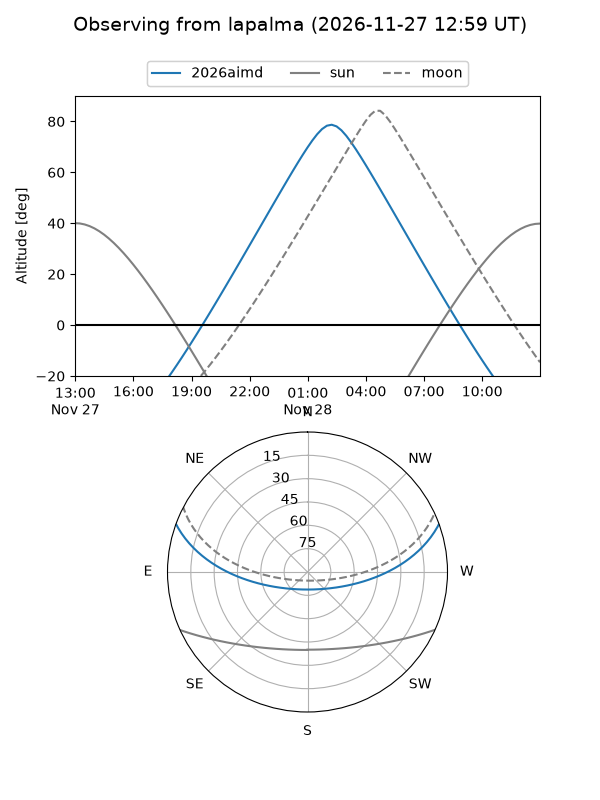 Observing from lapalma (2026-11-27 12:59 UT)
2026aimd sun moon
Altitude [deg]
80
60
40
20
0
−20
13:00 16:00 19:00 22:00 01:00 04:00 07:00 10:00
Nov 27 Nov 28
N
NE NW
15
30
45
60
75
E W
SE SW
S